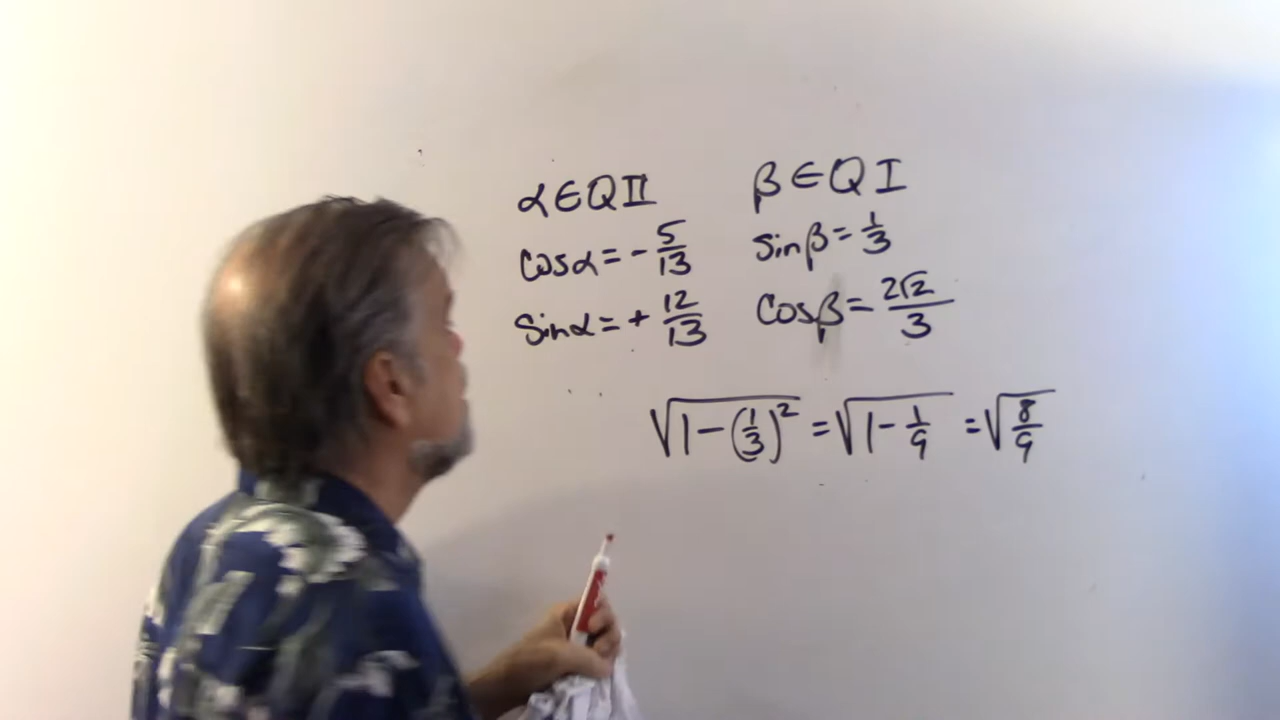 α∈QII β∈QI
cosα=-5/13 sinβ=1/3
sinα=+12/13 cosβ=2√2/3
√1-(1/3)² =√1-1/9 =√8/9